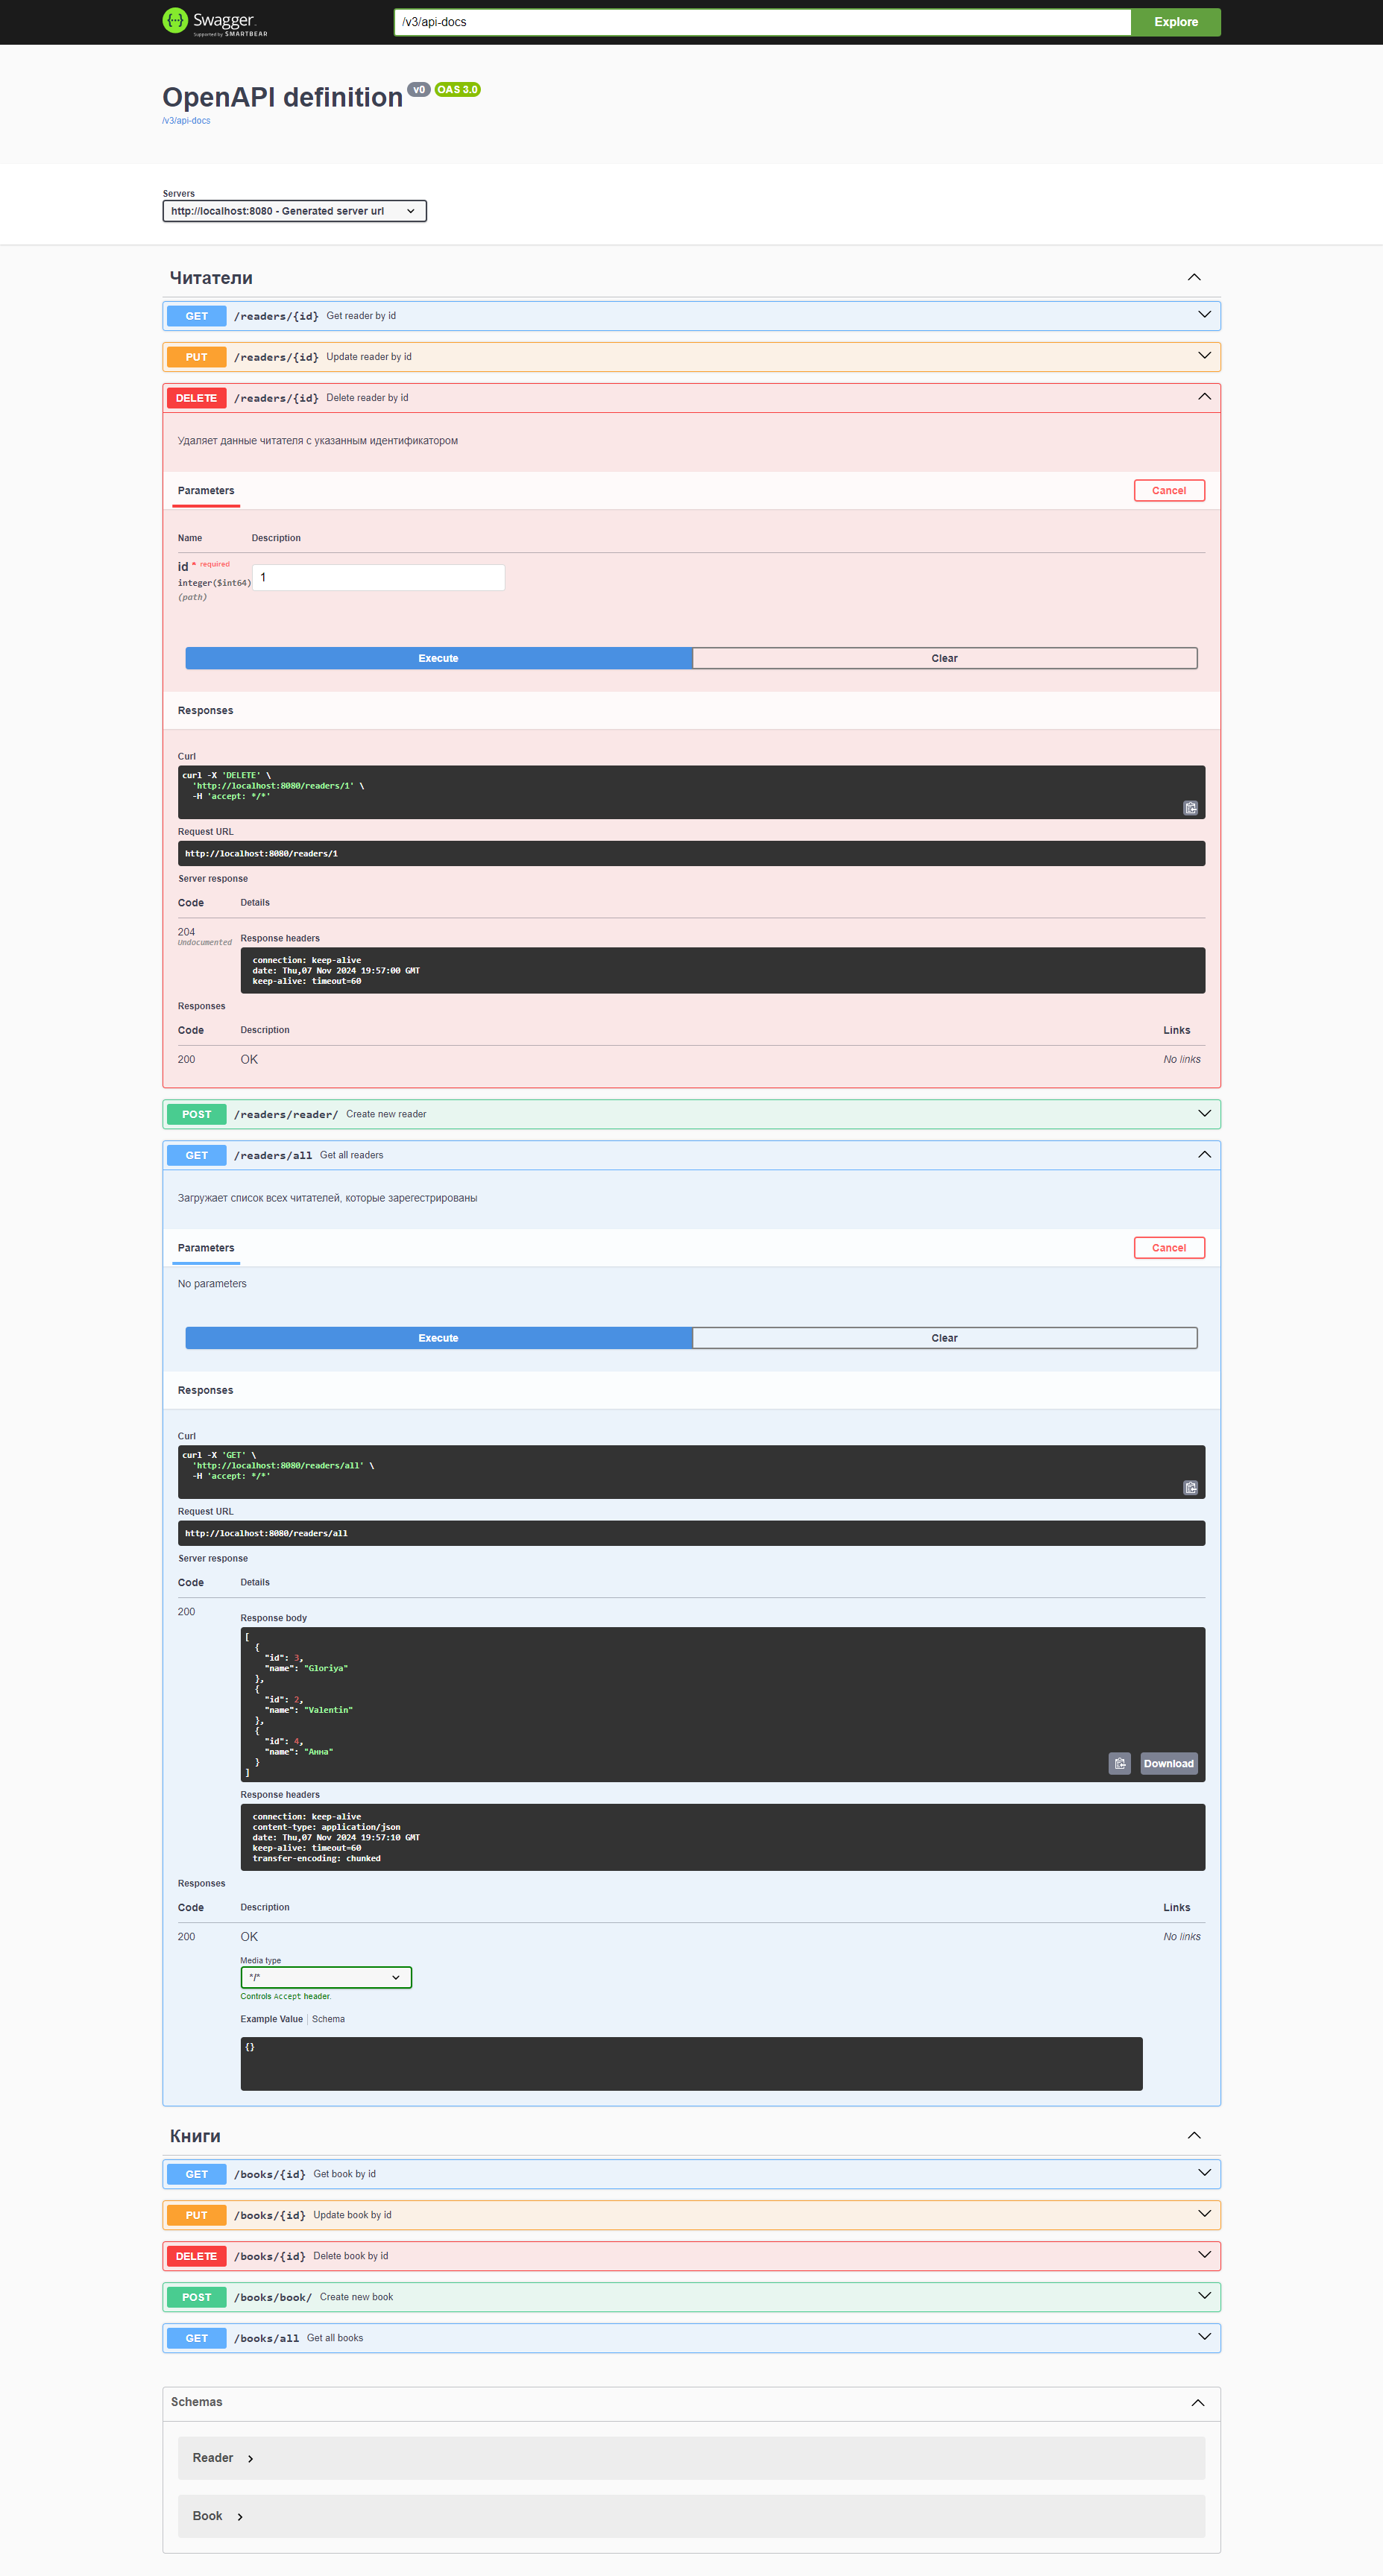 Swagger
Supported by SMARTBEAR
/v3/api-docs
Explore
OpenAPI definition v0 OAS 3.0
/v3/api-docs
Servers
http://localhost:8080 - Generated server url
Читатели
GET /readers/{id} Get reader by id
PUT /readers/{id} Update reader by id
DELETE /readers/{id} Delete reader by id
Удаляет данные читателя с указанным идентификатором
Parameters
Cancel
Name Description
id * required
integer($int64)
(path)
1
Execute Clear
Responses
Curl
curl -X 'DELETE' \
'http://localhost:8080/readers/1' \
-H 'accept: */*'
Request URL
http://localhost:8080/readers/1
Server response
Code Details
204
Undocumented
Response headers
connection: keep-alive
date: Thu,07 Nov 2024 19:57:00 GMT
keep-alive: timeout=60
Responses
Code Description Links
200 OK No links
POST /readers/reader/ Create new reader
GET /readers/all Get all readers
Загружает список всех читателей, которые зарегестрированы
Parameters
Cancel
No parameters
Execute Clear
Responses
Curl
curl -X 'GET' \
'http://localhost:8080/readers/all' \
-H 'accept: */*'
Request URL
http://localhost:8080/readers/all
Server response
Code Details
200
Response body
[
{
"id": 3,
"name": "Gloriya"
},
{
"id": 2,
"name": "Valentin"
},
{
"id": 4,
"name": "Анна"
}
]
Download
Response headers
connection: keep-alive
content-type: application/json
date: Thu,07 Nov 2024 19:57:10 GMT
keep-alive: timeout=60
transfer-encoding: chunked
Responses
Code Description Links
200 OK No links
Media type
*/*
Controls Accept header.
Example Value Schema
{}
Книги
GET /books/{id} Get book by id
PUT /books/{id} Update book by id
DELETE /books/{id} Delete book by id
POST /books/book/ Create new book
GET /books/all Get all books
Schemas
Reader
Book